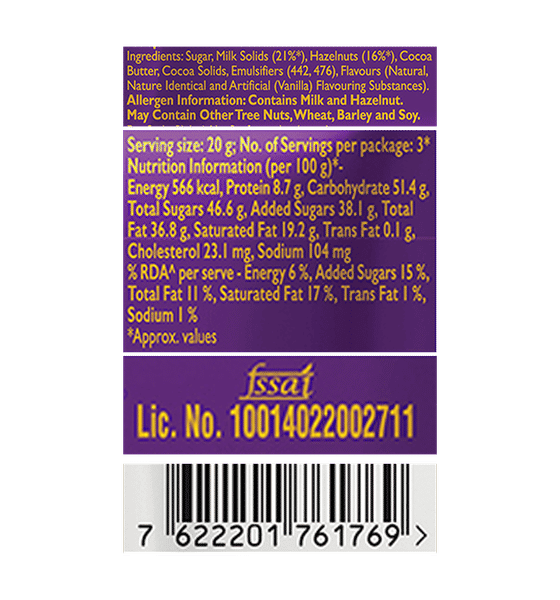 Ingredients: Sugar, Milk Solids (21%*), Hazelnuts (16%*), Cocoa
Butter, Cocoa Solids, Emulsifiers (442, 476), Flavours (Natural,
Nature Identical and Artificial (Vanilla) Flavouring Substances).
Allergen Information: Contains Milk and Hazelnut.
May Contain Other Tree Nuts, Wheat, Barley and Soy.
Serving size: 20 g; No. of Servings per package: 3*
Nutrition Information (per 100 g)*-
Energy 566 kcal, Protein 8.7 g, Carbohydrate 51.4 g,
Total Sugars 46.6 g, Added Sugars 38.1 g, Total
Fat 36.8 g, Saturated Fat 19.2 g, Trans Fat 0.1 g,
Cholesterol 23.1 mg, Sodium 104 mg
% RDA^ per serve - Energy 6 %, Added Sugars 15 %,
Total Fat 11 %, Saturated Fat 17 %, Trans Fat 1 %,
Sodium 1 %
*Approx. values
fssai
Lic. No. 10014022002711
7 622201 761769 >